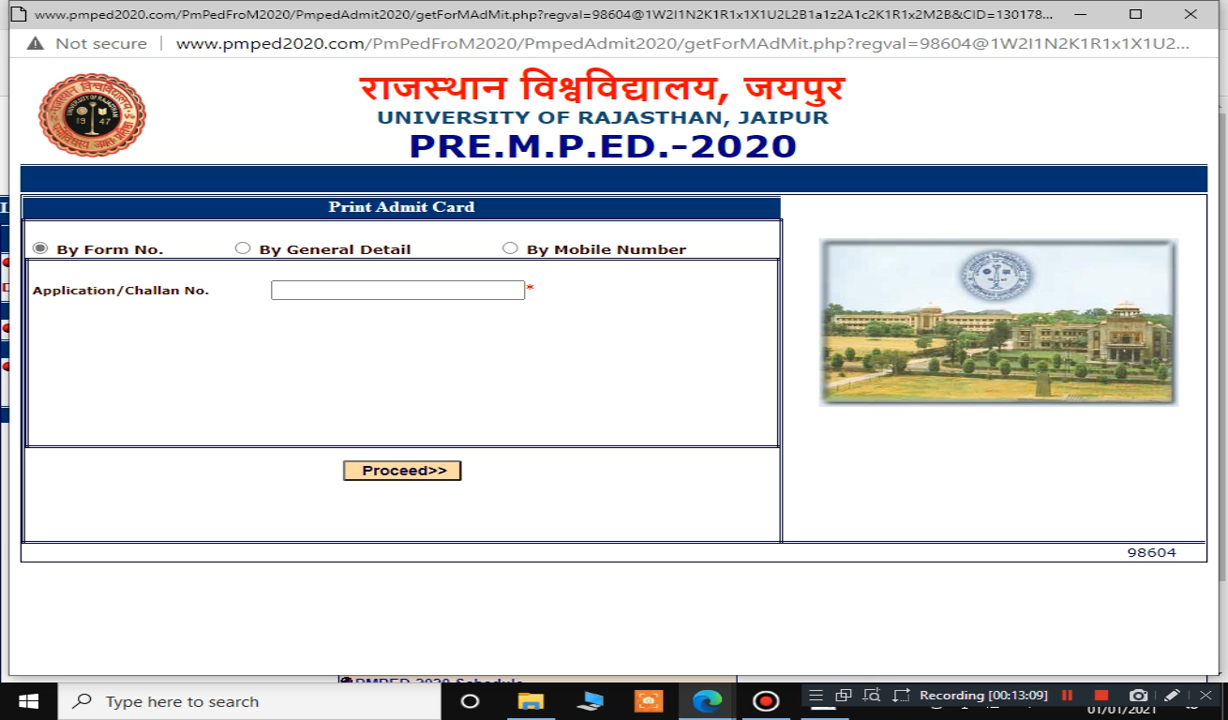 www.pmped2020.com/PmPedFroM2020/PmpedAdmit2020/getForMAdMit.php?regval=98604@1W2I1N2K1R1x1X1U2L2B1a1z2A1c2K1R1x2M2B&CID=130178...
Not secure | www.pmped2020.com/PmPedFroM2020/PmpedAdmit2020/getForMAdMit.php?regval=98604@1W2I1N2K1R1x1X1U2...
राजस्थान विश्वविद्यालय, जयपुर
UNIVERSITY OF RAJASTHAN, JAIPUR
PRE.M.P.ED.-2020
Print Admit Card
By Form No. By General Detail By Mobile Number
Application/Challan No. *
Proceed>>
98604
PMPED 2020 Schedule
Type here to search
Recording [00:13:09]
01/01/2021